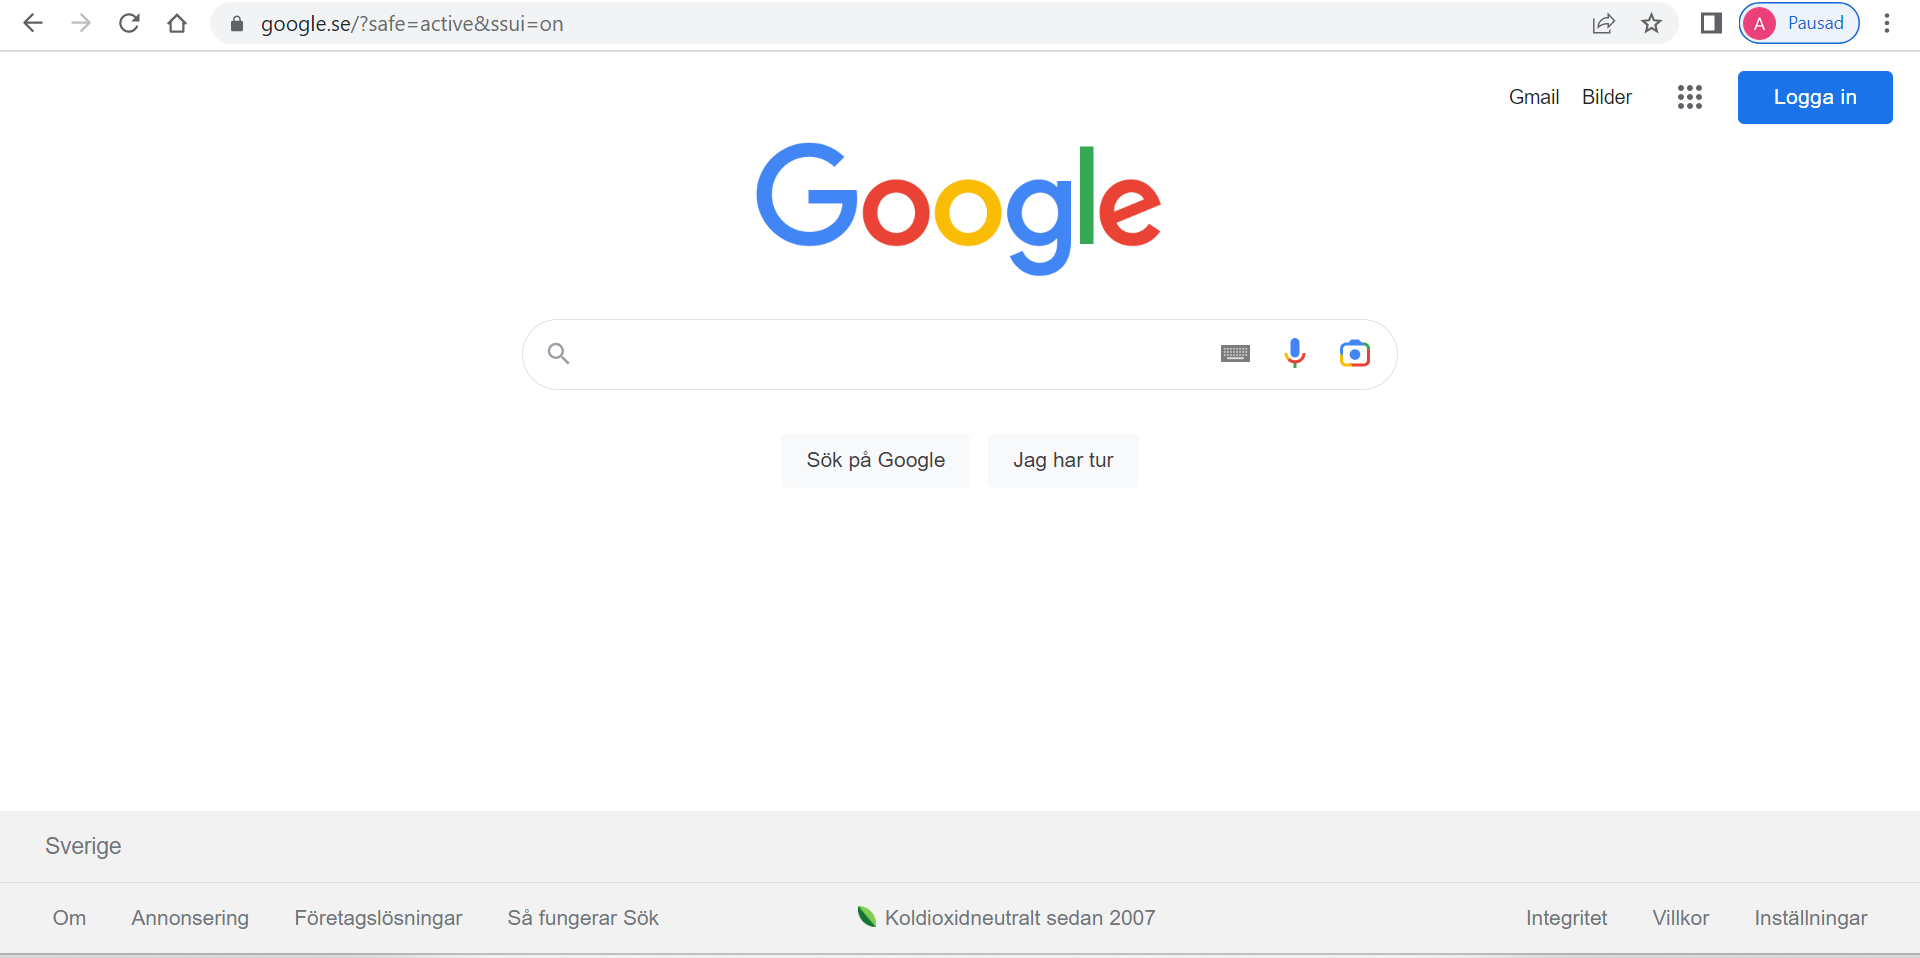 google.se/?safe=active&ssui=on
A Pausad
Gmail Bilder Logga in
Google
Sök på Google Jag har tur
Sverige
Om Annonsering Företagslösningar Så fungerar Sök Koldioxidneutralt sedan 2007 Integritet Villkor Inställningar